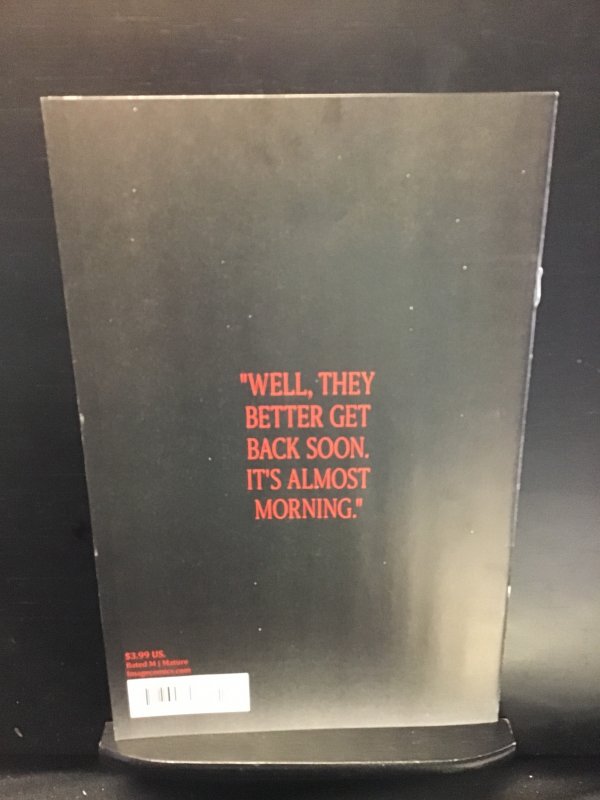 "WELL, THEY
BETTER GET
BACK SOON.
IT'S ALMOST
MORNING."
$3.99 US.
Rated M | Mature
imagecomics.com